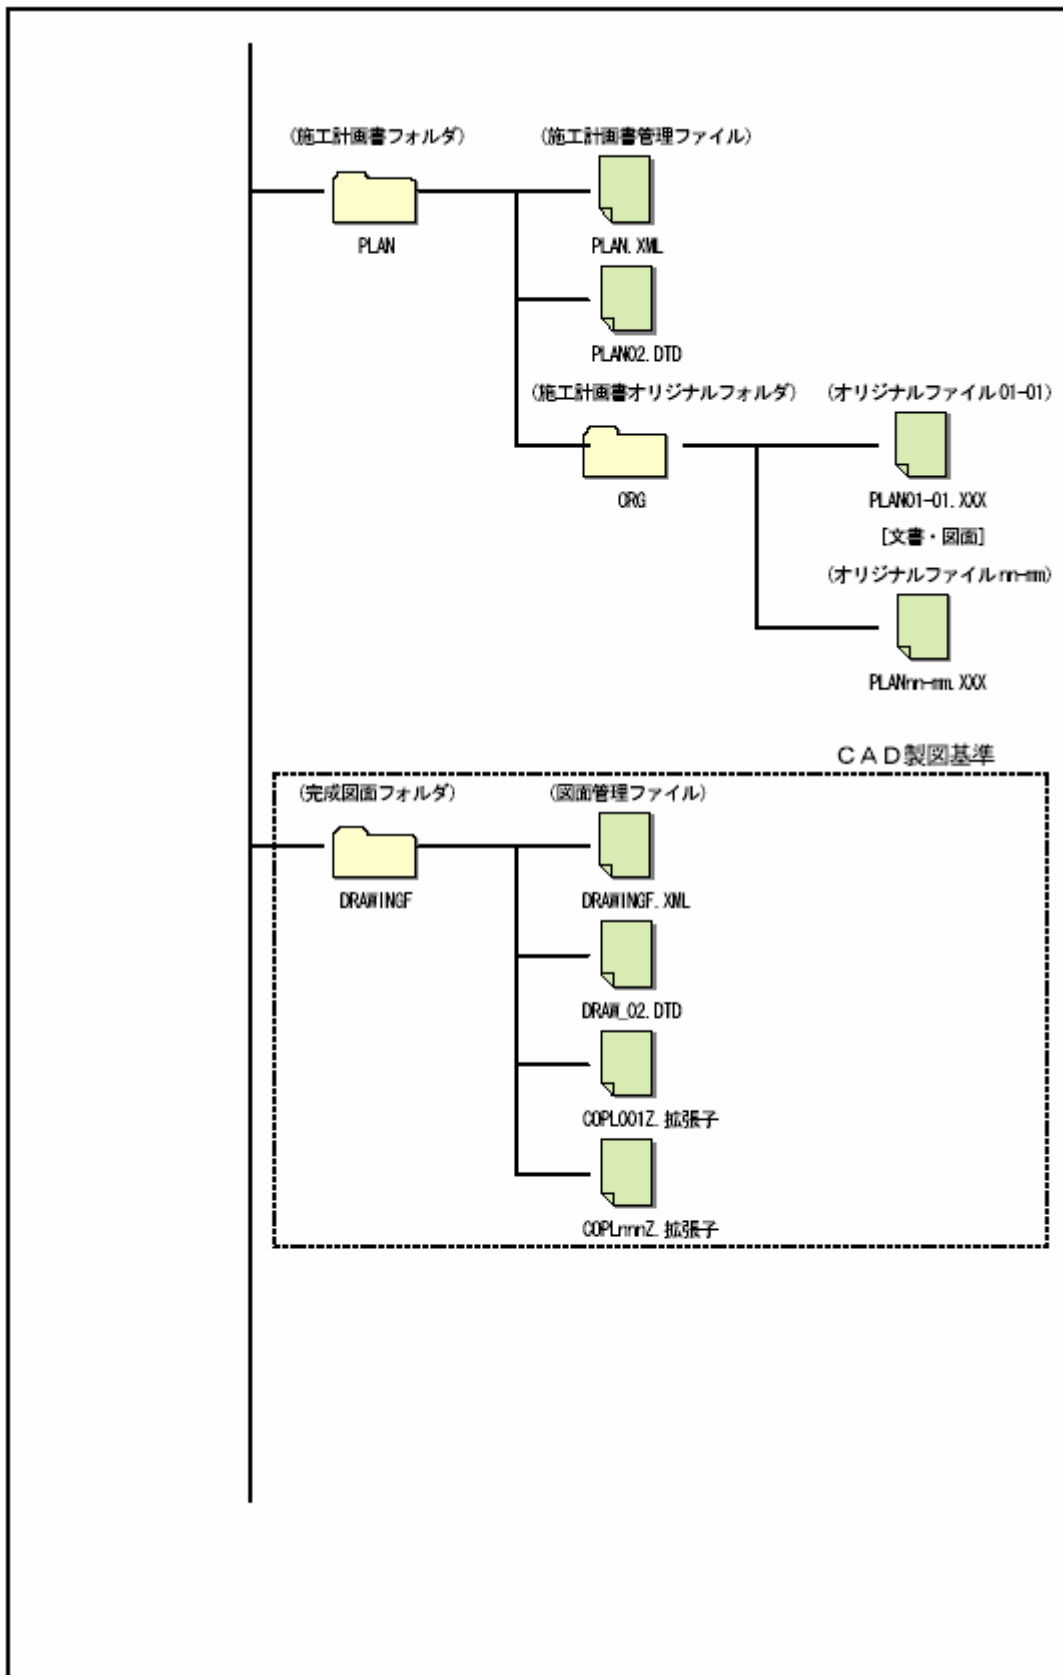 (施工計画書フォルダ) (施工計画書管理ファイル)
PLAN PLAN.XML
PLAN02.DTD
(施工計画書オリジナルフォルダ) (オリジナルファイル01-01)
ORG PLAN01-01.XXX
[文書・図面]
(オリジナルファイルnn-mm)
PLANnn-mm.XXX
CAD製図基準
(完成図面フォルダ) (図面管理ファイル)
DRAWINGF DRAWINGF.XML
DRAW_02.DTD
C0PL001Z.拡張子
C0PLnnnZ.拡張子